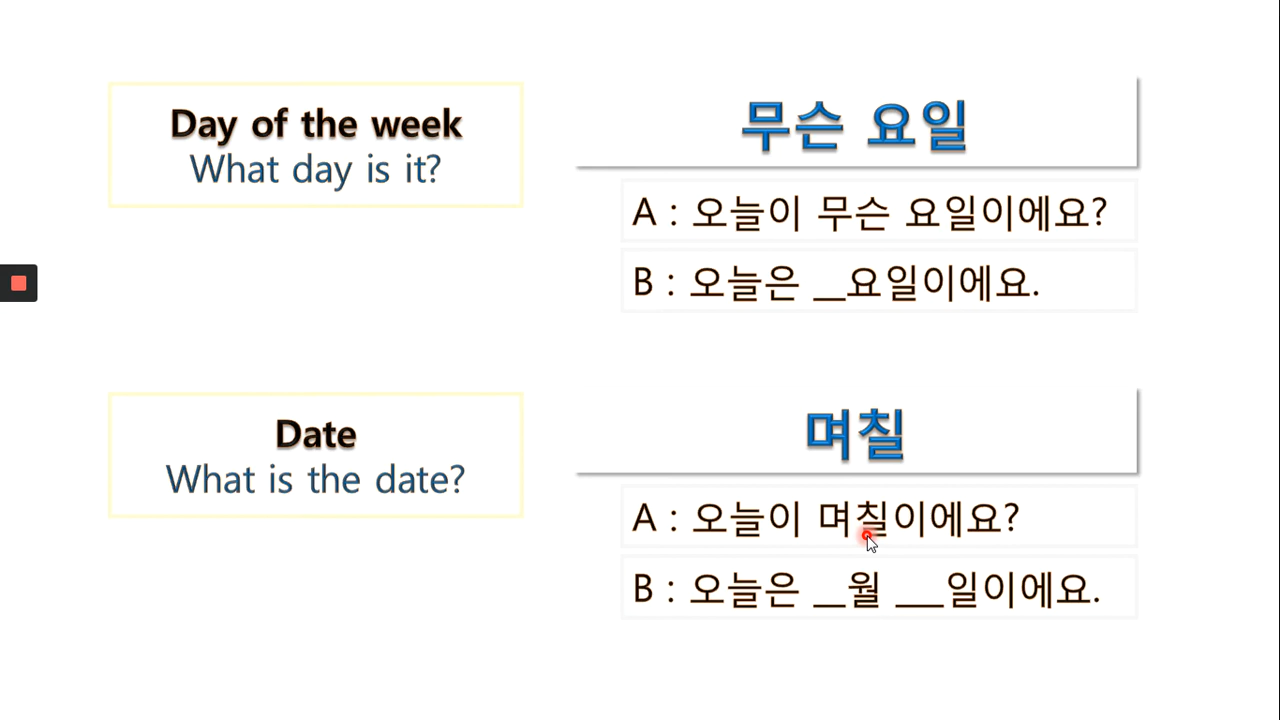 Day of the week
What day is it?
무슨 요일
A : 오늘이 무슨 요일이에요?
B : 오늘은 __요일이에요.
Date
What is the date?
며칠
A : 오늘이 며칠이에요?
B : 오늘은 __월 ___일이에요.